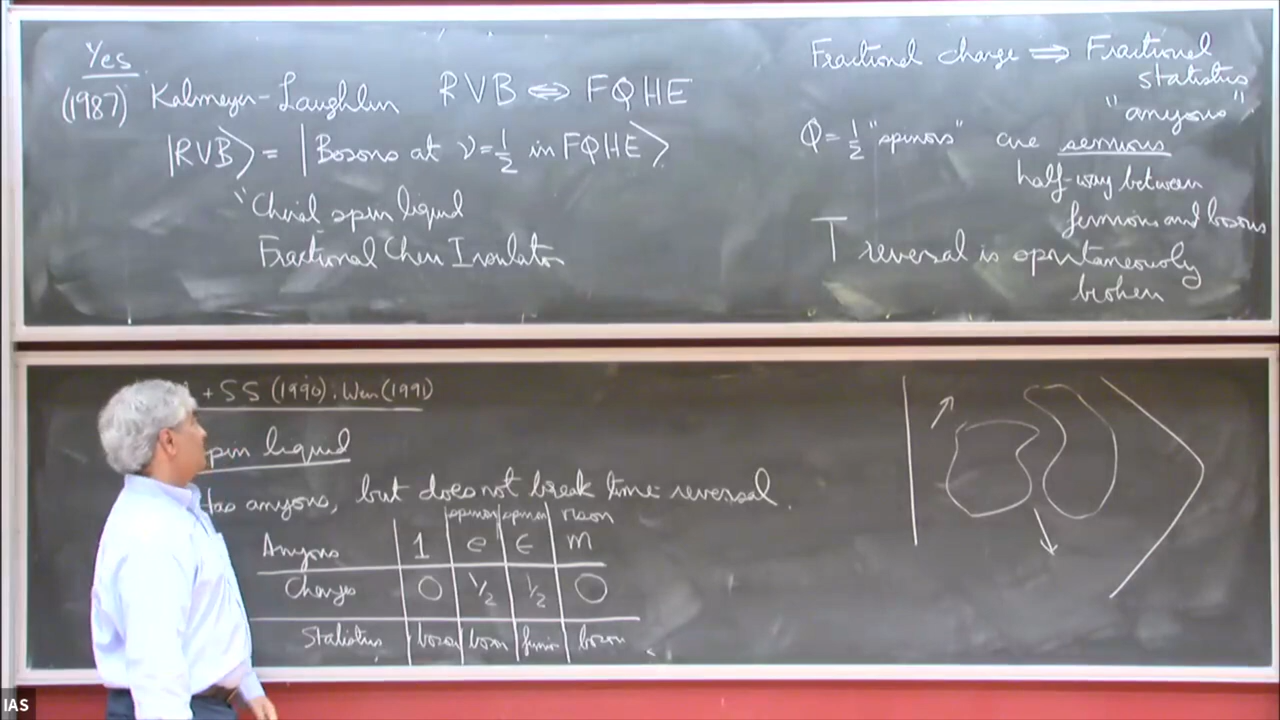 Yes
(1987) Kalmeyer-Laughlin RVB ⟺ FQHE
|RVB⟩ = |Bosons at ν=1/2 in FQHE⟩
"Chiral spin liquid
Fractional Chern Insulator
Fractional charge ⟹ Fractional
statistics
"anyons"
Q=1/2 "spinors" are semions
half-way between
fermions and bosons
T reversal is spontaneously
broken
+ SS (1990), Wen (1991)
pin liquid
Has anyons, but does not break time-reversal.
spinon spinon vison
Anyons 1 e ε m
Charges 0 1/2 1/2 0
Statistics boson boson fermion boson
IAS